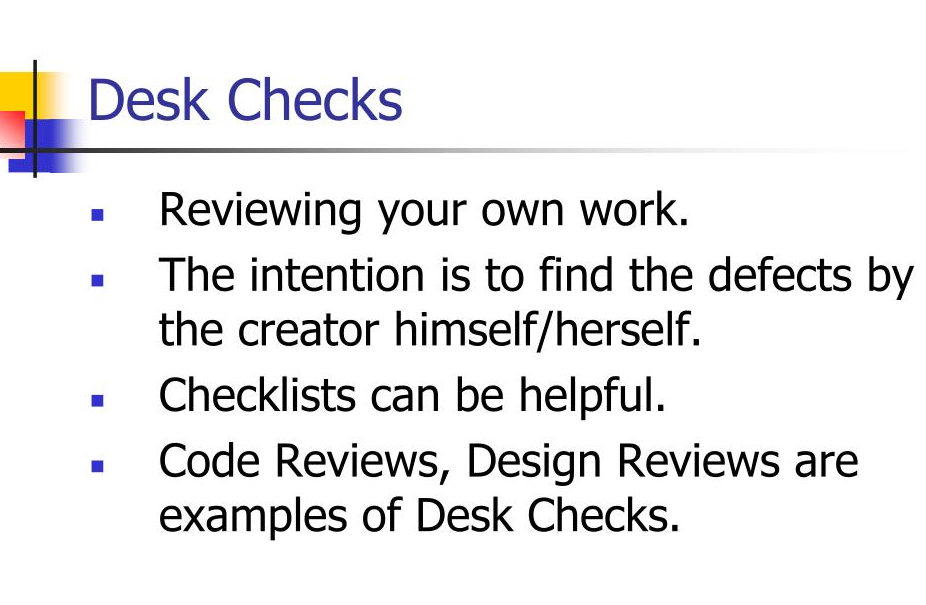 Desk Checks
Reviewing your own work.
The intention is to find the defects by
the creator himself/herself.
Checklists can be helpful.
Code Reviews, Design Reviews are
examples of Desk Checks.